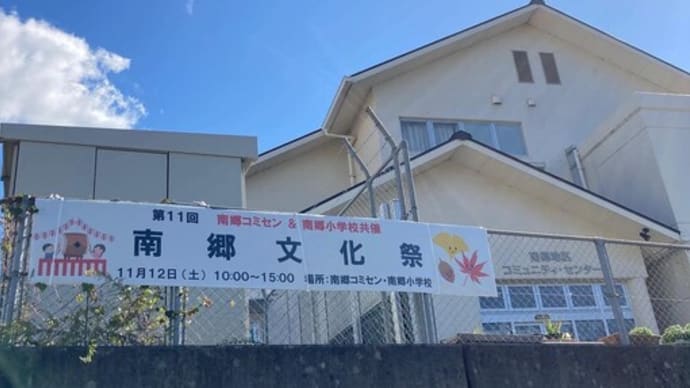 第11回 南郷コミセン & 南郷小学校共催
南郷文化祭
11月12日(土) 10:00〜15:00 場所:南郷コミセン・南郷小学校
南郷地区
コミュニティ・センター